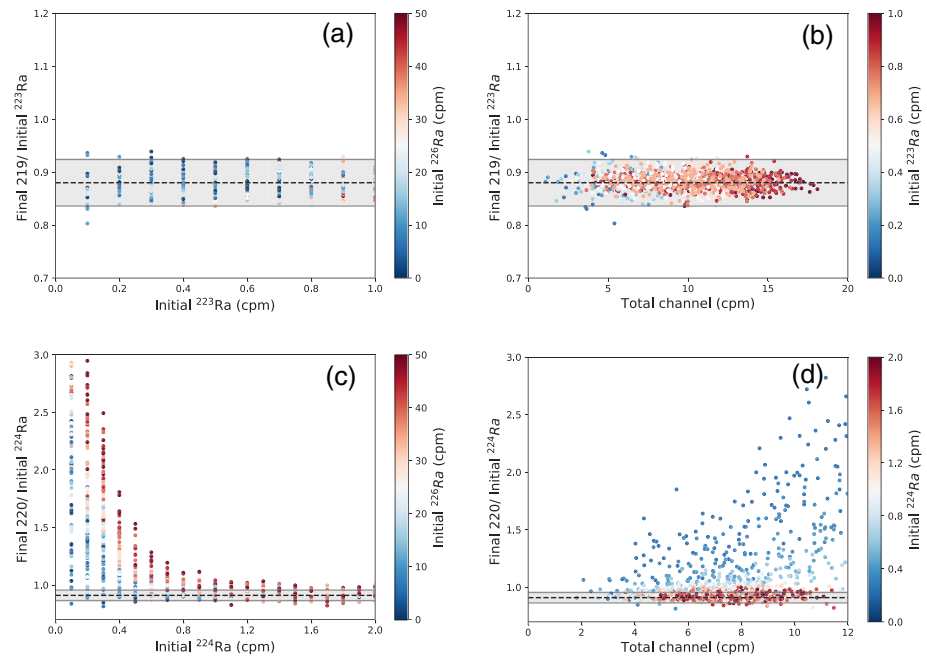 (a)
1.2
1.1
1.0
0.9
0.8
0.7
Final 219/ Initial ²²³Ra
0.0 0.2 0.4 0.6 0.8 1.0
Initial ²²³Ra (cpm)
50
40
30
20
10
0
Initial ²²⁶Ra (cpm)
(b)
1.2
1.1
1.0
0.9
0.8
0.7
Final 219/ Initial ²²³Ra
0 5 10 15 20
Total channel (cpm)
1.0
0.8
0.6
0.4
0.2
0.0
Initial ²²³Ra (cpm)
(c)
3.0
2.5
2.0
1.5
1.0
Final 220/ Initial ²²⁴Ra
0.0 0.4 0.8 1.2 1.6 2.0
Initial ²²⁴Ra (cpm)
50
40
30
20
10
0
Initial ²²⁶Ra (cpm)
(d)
3.0
2.5
2.0
1.5
1.0
Final 220/ Initial ²²⁴Ra
0 2 4 6 8 10 12
Total channel (cpm)
2.0
1.6
1.2
0.8
0.4
0.0
Initial ²²⁴Ra (cpm)